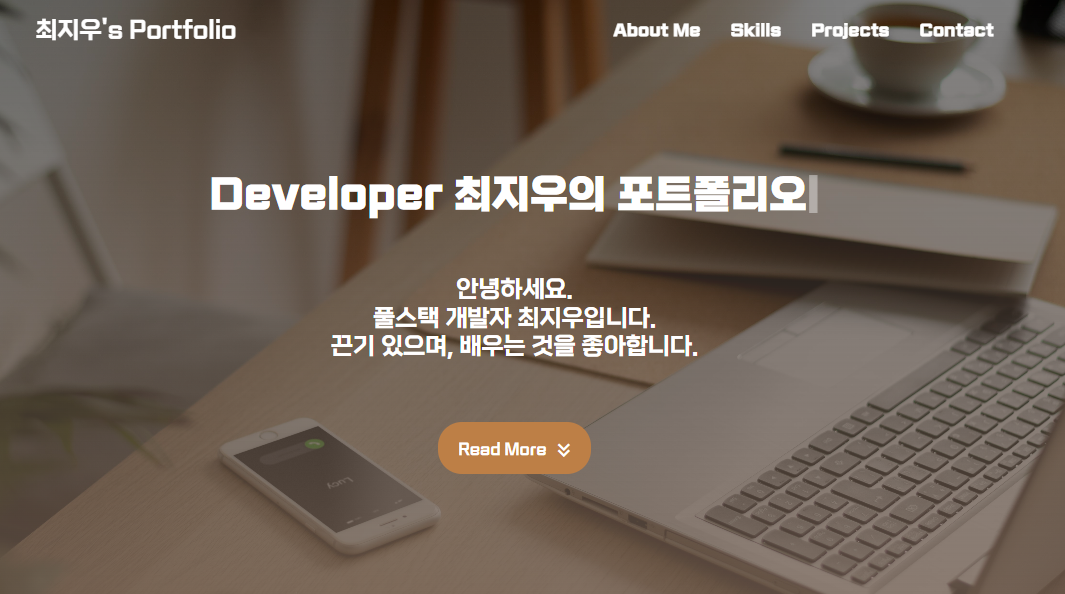 최지우's Portfolio
About Me Skills Projects Contact
Developer 최지우의 포트폴리오
안녕하세요.
풀스택 개발자 최지우입니다.
끈기 있으며, 배우는 것을 좋아합니다.
Read More
Lucy